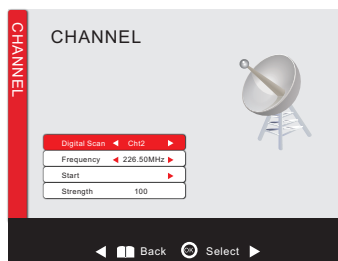 CHANNEL
CHANNEL
Digital Scan Cht2
Frequency 226.50MHz
Start
Strength 100
Back OK Select